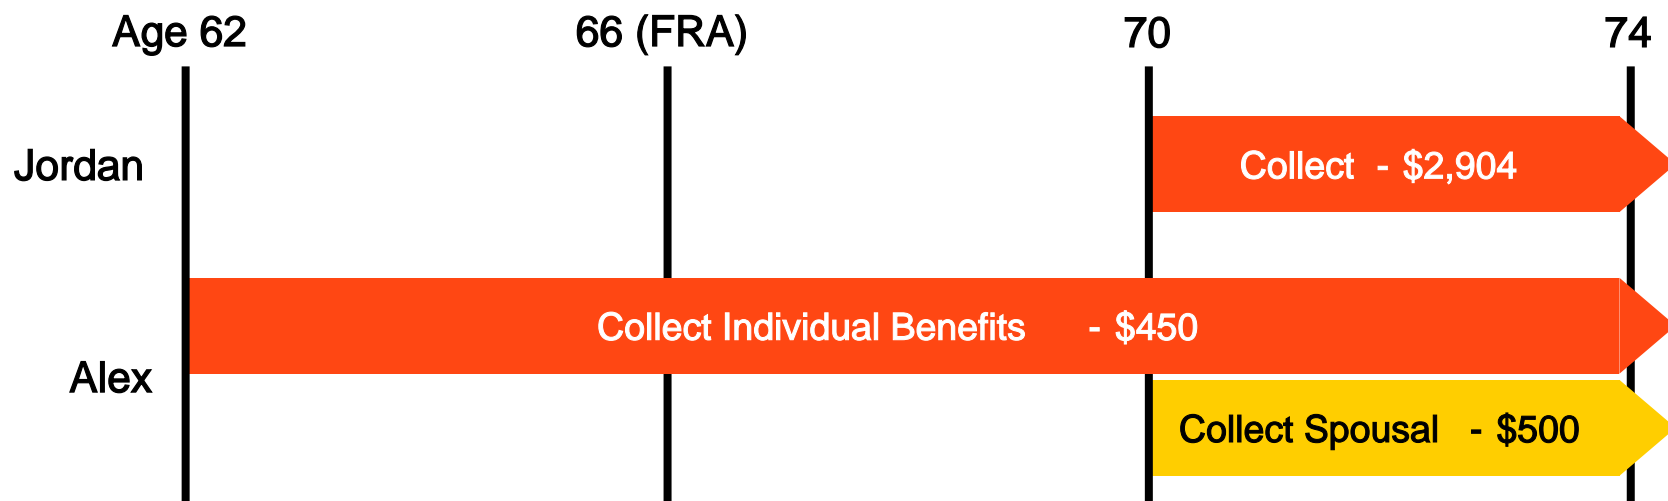 Age 62 66 (FRA) 70 74
Jordan Collect - $2,904
Collect Individual Benefits - $450
Alex
Collect Spousal - $500